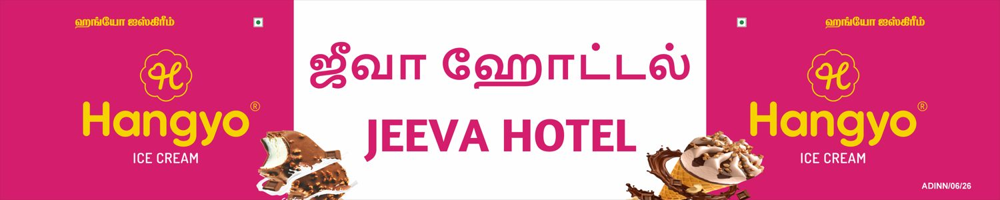 ஹங்யோ ஐஸ்கிரீம்
H
Hangyo®
ICE CREAM
ஜீவா ஹோட்டல்
JEEVA HOTEL
ஹங்யோ ஐஸ்கிரீம்
H
Hangyo®
ICE CREAM
ADINN/06/26